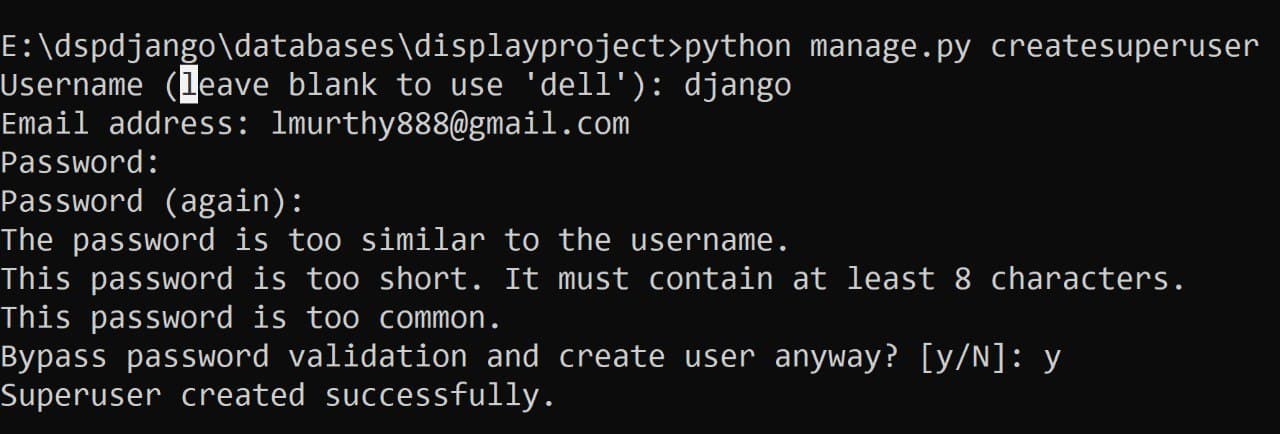 E:\dspdjango\databases\displayproject>python manage.py createsuperuser
Username (leave blank to use 'dell'): django
Email address: lmurthy888@gmail.com
Password:
Password (again):
The password is too similar to the username.
This password is too short. It must contain at least 8 characters.
This password is too common.
Bypass password validation and create user anyway? [y/N]: y
Superuser created successfully.